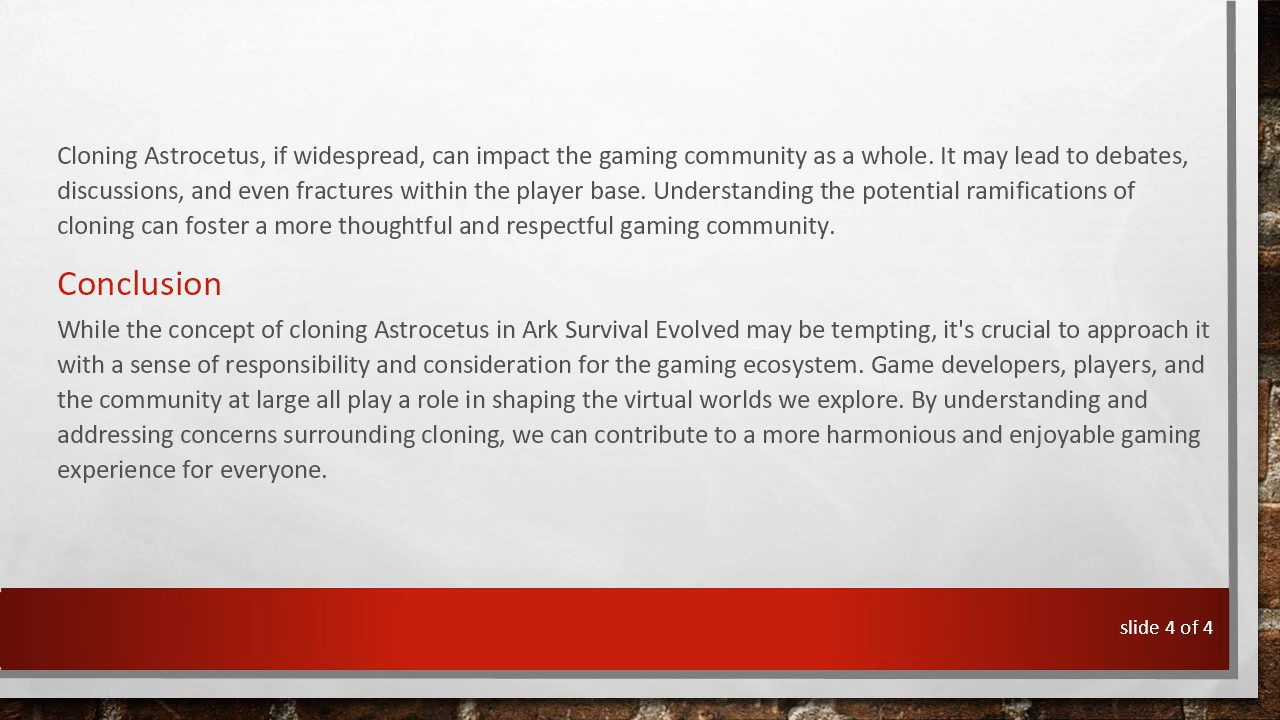 Cloning Astrocetus, if widespread, can impact the gaming community as a whole. It may lead to debates,
discussions, and even fractures within the player base. Understanding the potential ramifications of
cloning can foster a more thoughtful and respectful gaming community.
Conclusion
While the concept of cloning Astrocetus in Ark Survival Evolved may be tempting, it's crucial to approach it
with a sense of responsibility and consideration for the gaming ecosystem. Game developers, players, and
the community at large all play a role in shaping the virtual worlds we explore. By understanding and
addressing concerns surrounding cloning, we can contribute to a more harmonious and enjoyable gaming
experience for everyone.
slide 4 of 4